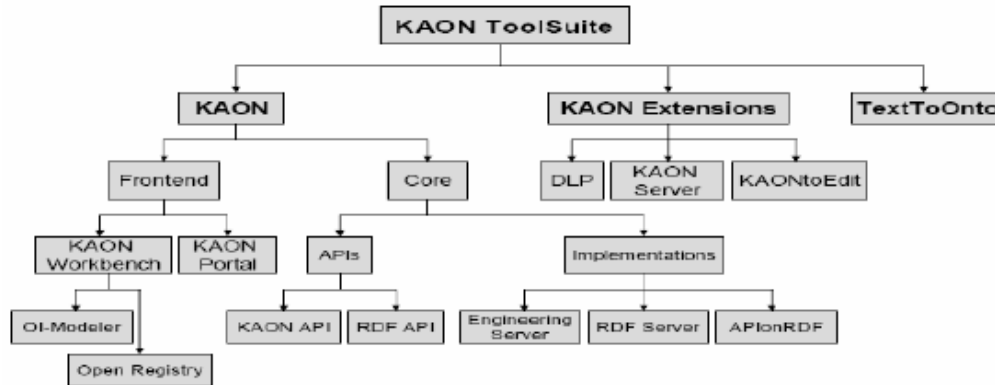 KAON ToolSuite
KAON
KAON Extensions
TextToOnto
Frontend
Core
DLP
KAON
Server
KAONtoEdit
KAON
Workbench
KAON
Portal
APIs
Implementations
OI-Modeler
KAON API
RDF API
Engineering
Server
RDF Server
APIonRDF
Open Registry